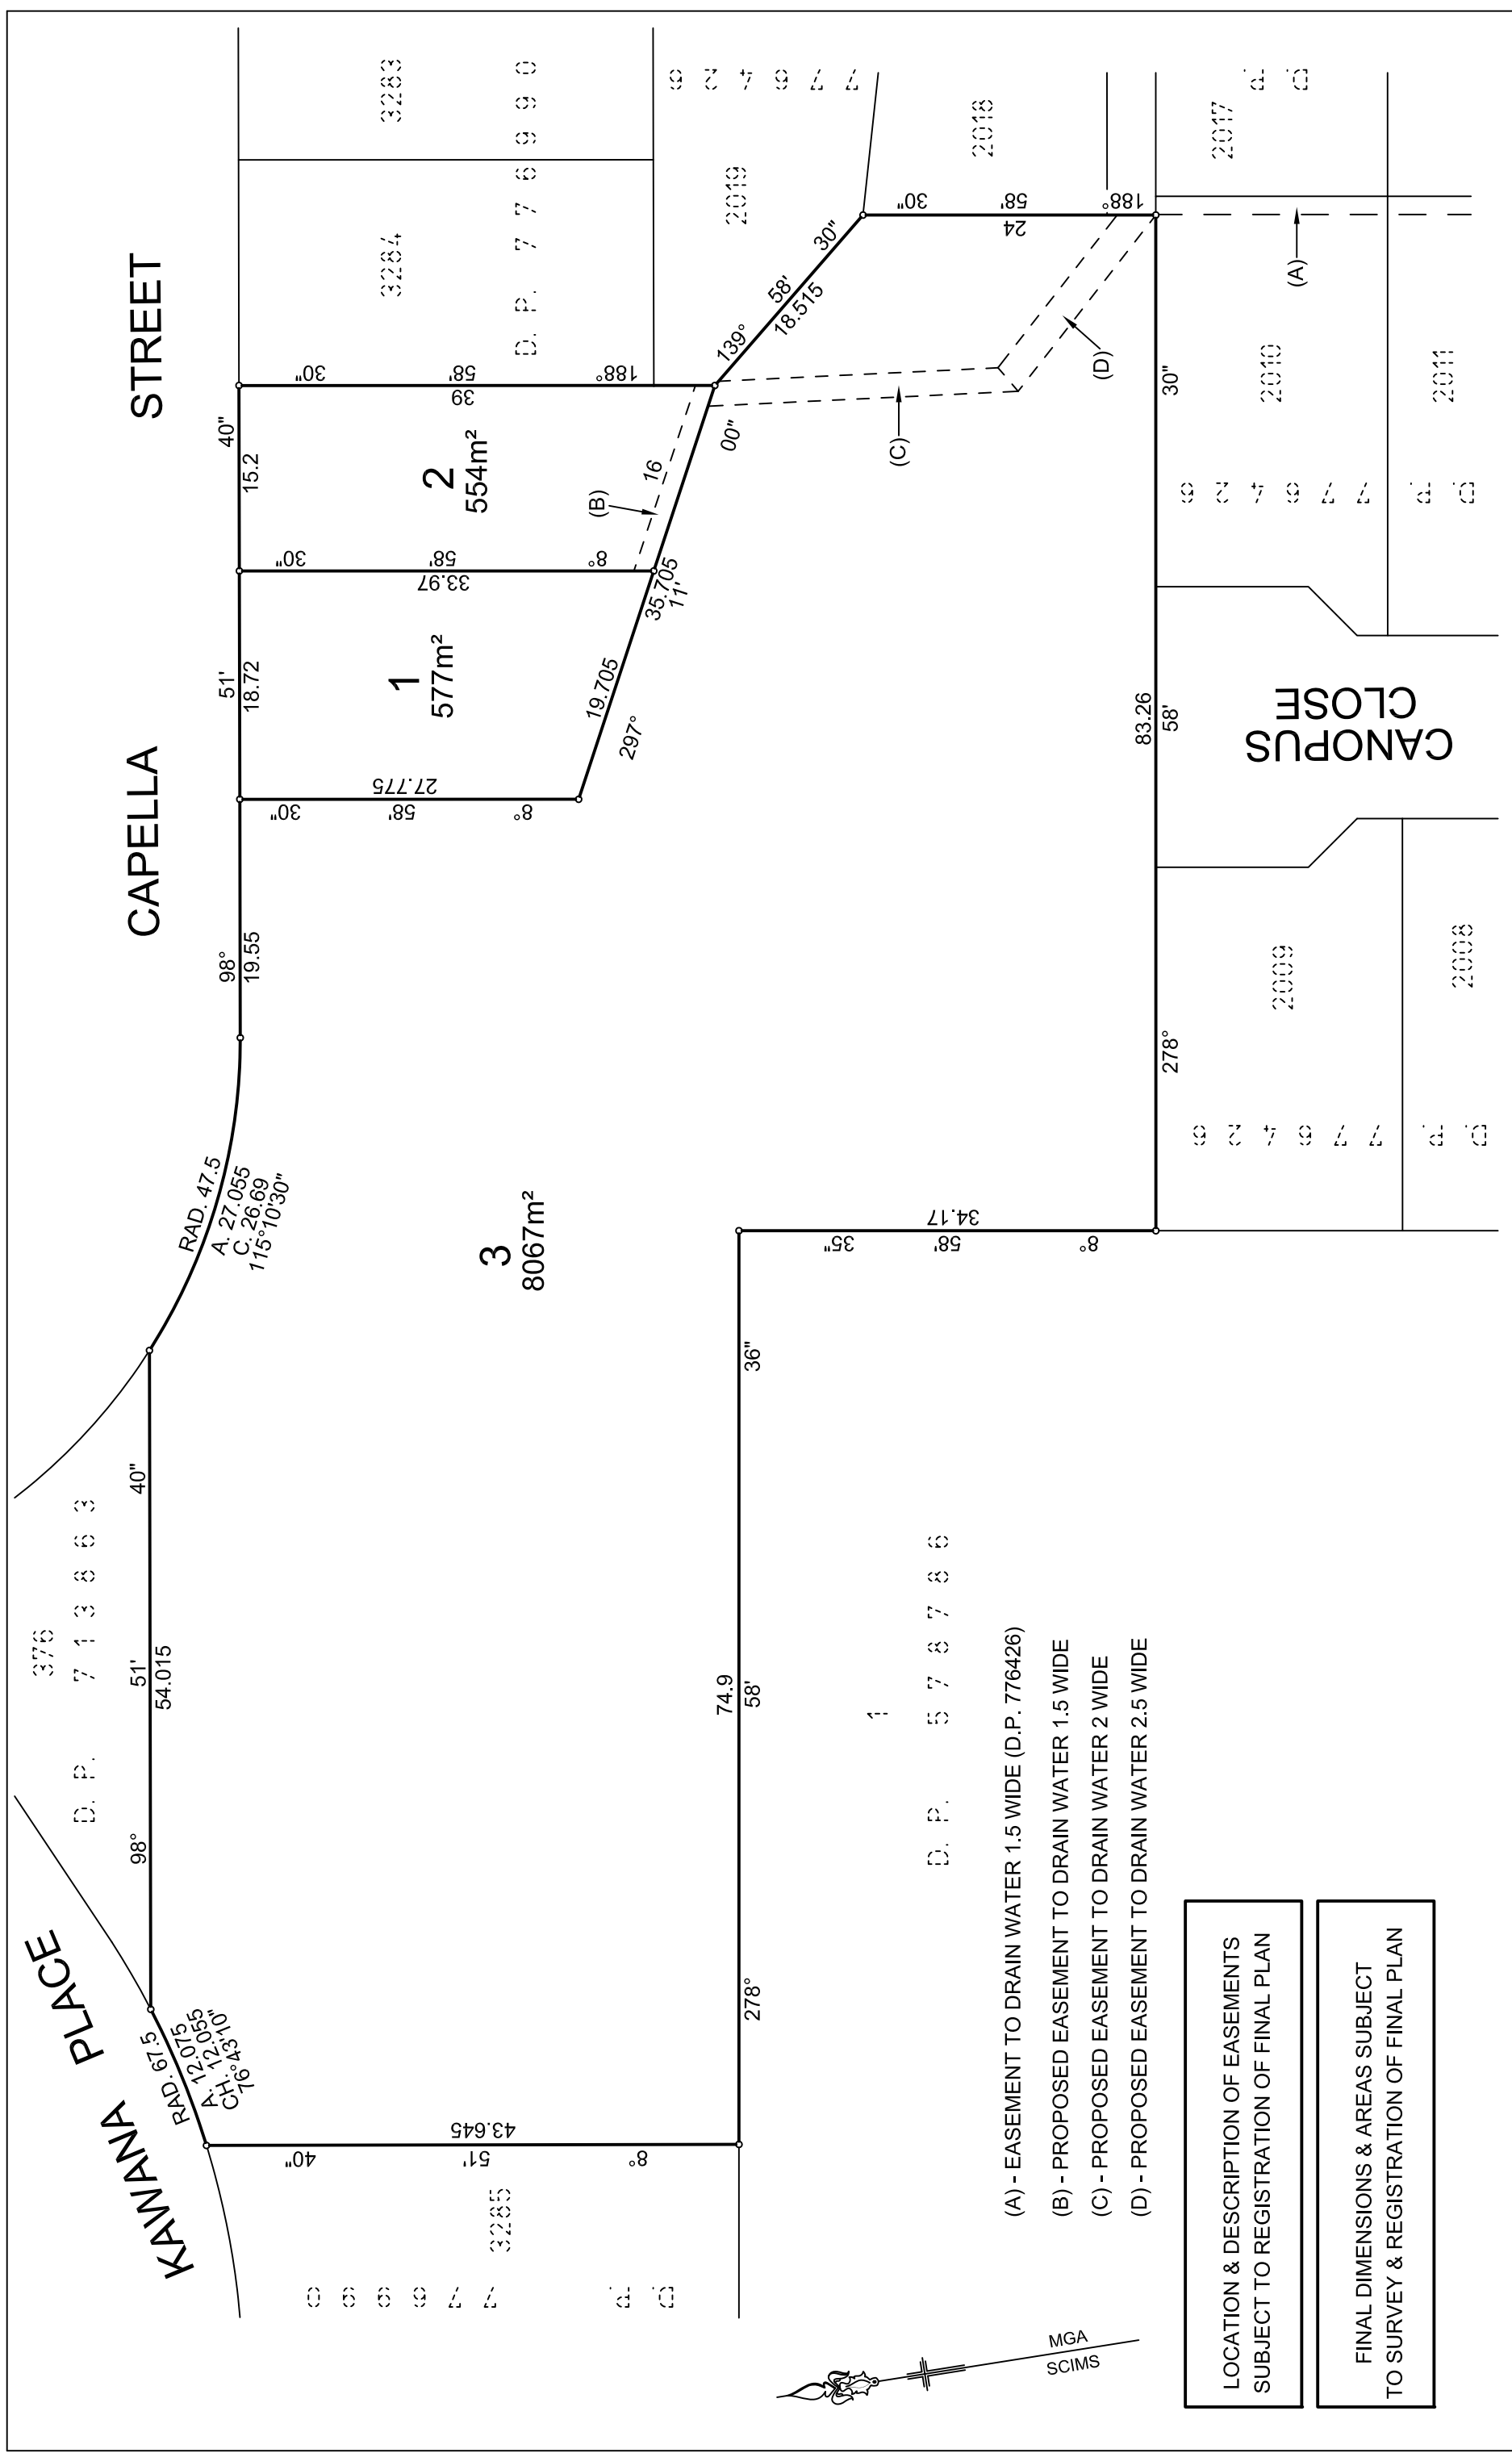 KAWANA PLACE
CAPELLA STREET
CANOPUS
CLOSE
376
D. P. 713863
RAD. 67.5
A. 12.075
CH. 12.055
76°43'10"
98° 51' 40"
54.015
RAD. 47.5
A. 27.055
C. 26.69
115°10'30"
98° 51' 40"
19.55
18.72
15.2
8° 51' 40"
43.645
3285
D. P. 776990
3
8067m²
8° 58' 30"
27.775
1
577m²
8° 58' 30"
33.97
2
554m²
188° 58' 30"
39
3284
3283
D. P. 776990
297° 11' 00"
19.705
35.705
16
(B)
139° 58' 30"
18.515
2019
776426
2018
188° 58' 30"
24
(C)
(D)
(A)
2017
D. P.
278° 58' 36"
74.9
8° 58' 35"
34.17
278° 58' 30"
83.26
1
D. P. 578786
2009
2008
D. P. 776426
2010
2011
D. P. 776426
(A) - EASEMENT TO DRAIN WATER 1.5 WIDE (D.P. 776426)
(B) - PROPOSED EASEMENT TO DRAIN WATER 1.5 WIDE
(C) - PROPOSED EASEMENT TO DRAIN WATER 2 WIDE
(D) - PROPOSED EASEMENT TO DRAIN WATER 2.5 WIDE
MGA
SCIMS
LOCATION & DESCRIPTION OF EASEMENTS
SUBJECT TO REGISTRATION OF FINAL PLAN
FINAL DIMENSIONS & AREAS SUBJECT
TO SURVEY & REGISTRATION OF FINAL PLAN